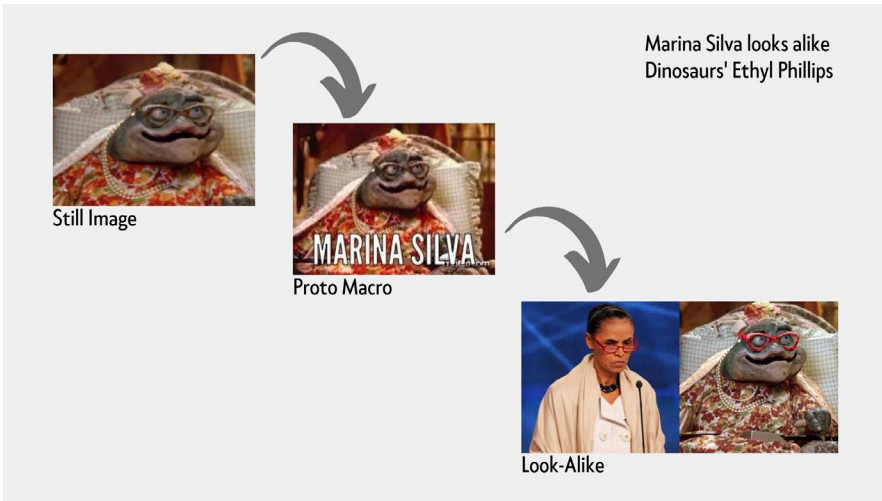 Marina Silva looks alike
Dinosaurs' Ethyl Phillips
Still Image
MARINA SILVA
Proto Macro
Look-Alike